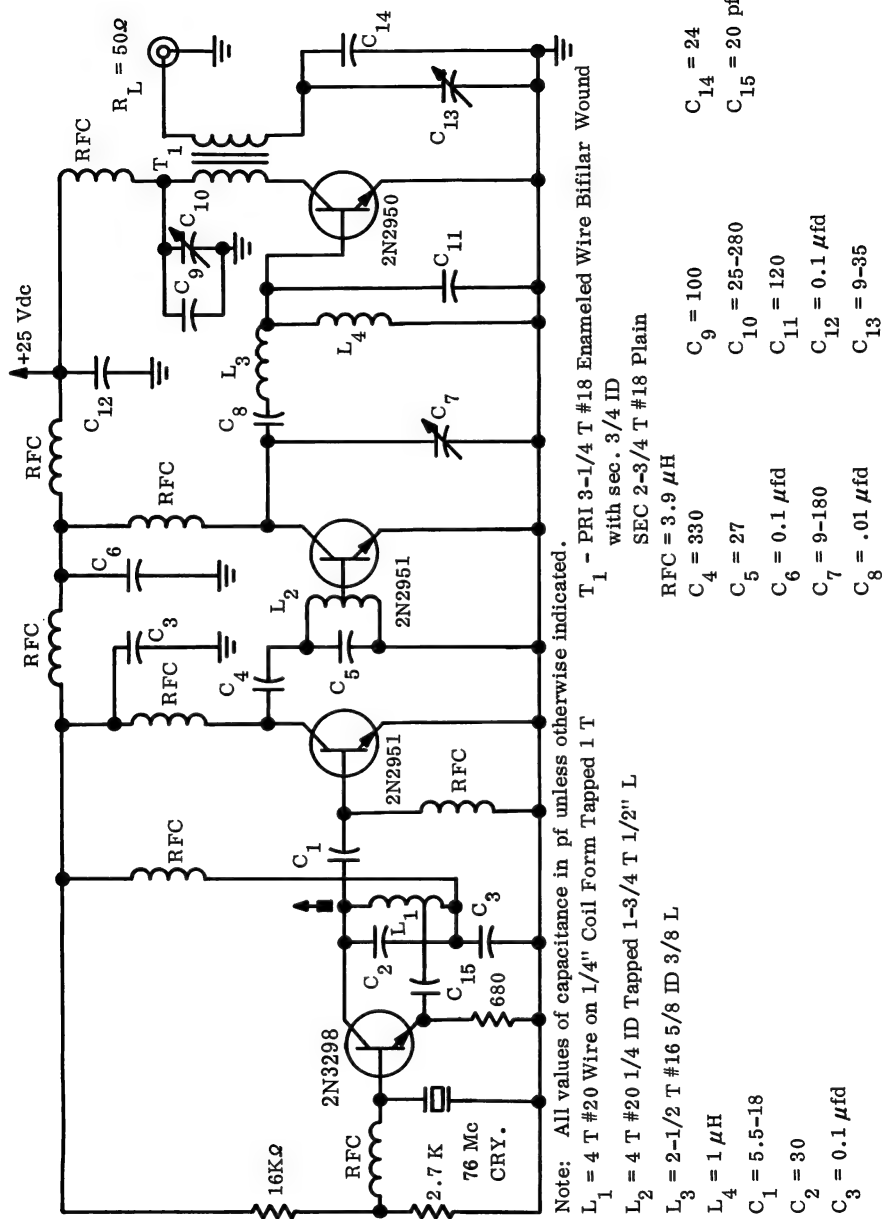 +25 Vdc
RFC
RFC
RFC
C12
C6
C3
RFC
RFC
RFC
RL = 50Ω
T1
C9
C10
C14
C13
2N2950
C11
L4
L3
C8
C7
2N2951
L2
C5
C4
2N2951
RFC
C1
L1
C2
C3
C15
680
2N3298
16KΩ
RFC
2.7 K
76 Mc
CRY.
Note: All values of capacitance in pf unless otherwise indicated.
L1 = 4 T #20 Wire on 1/4" Coil Form Tapped 1 T
L2 = 4 T #20 1/4 ID Tapped 1-3/4 T 1/2" L
L3 = 2-1/2 T #16 5/8 ID 3/8 L
L4 = 1 μH
C1 = 5.5-18
C2 = 30
C3 = 0.1 μfd
T1 - PRI 3-1/4 T #18 Enameled Wire Bifilar Wound
with sec. 3/4 ID
SEC 2-3/4 T #18 Plain
RFC = 3.9 μH
C4 = 330
C5 = 27
C6 = 0.1 μfd
C7 = 9-180
C8 = .01 μfd
C9 = 100
C10 = 25-280
C11 = 120
C12 = 0.1 μfd
C13 = 9-35
C14 = 24
C15 = 20 pf